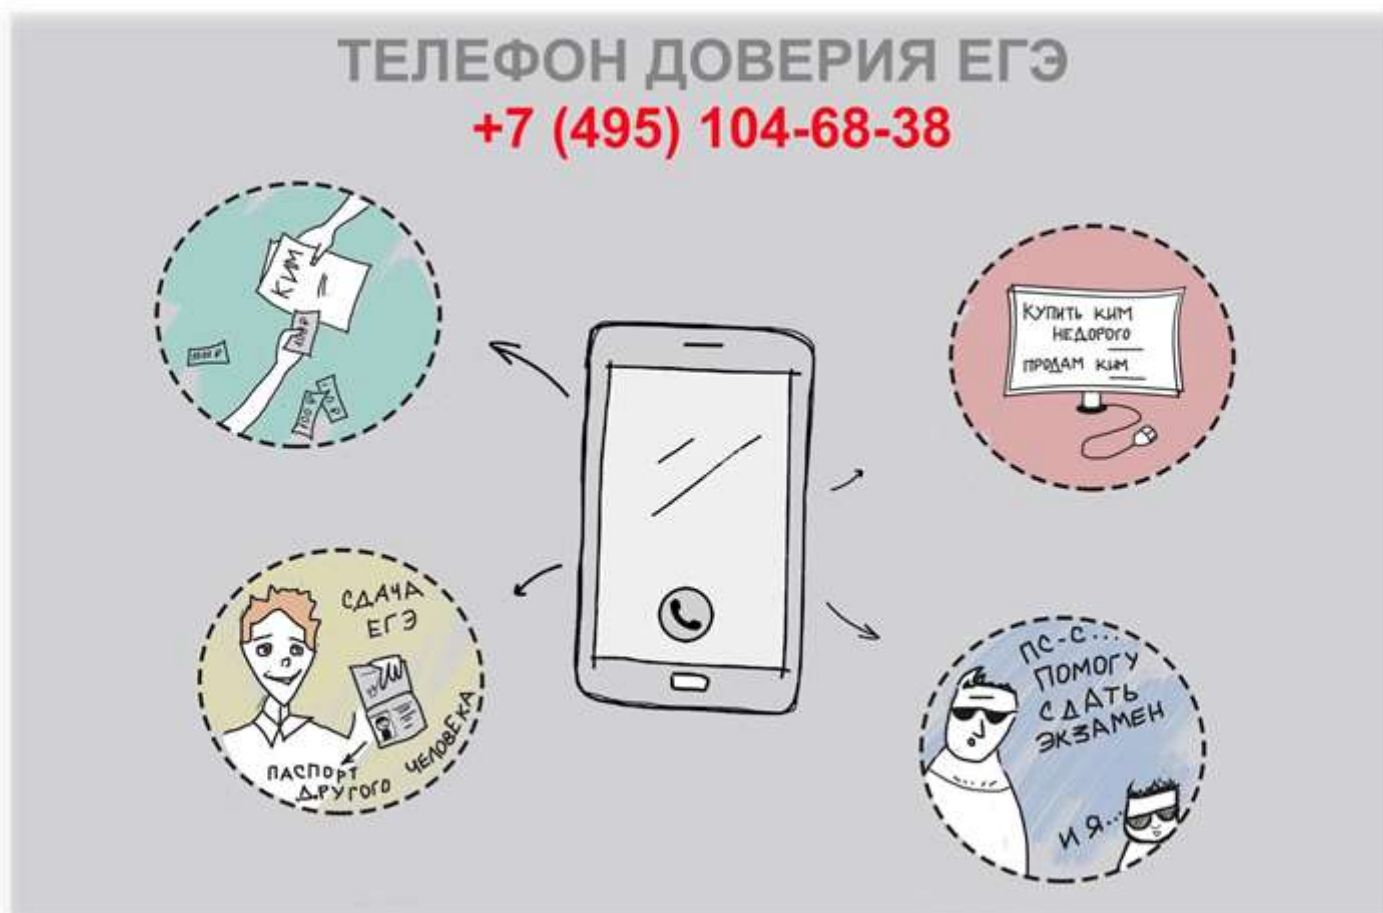 ТЕЛЕФОН ДОВЕРИЯ ЕГЭ
+7 (495) 104-68-38
КИМ
1000 ₽
КУПИТЬ КИМ
НЕДОРОГО
ПРОДАМ КИМ
СДАЧА
ЕГЭ
ПАСПОРТ
ДРУГОГО
ЧЕЛОВЕКА
ПС-С...
ПОМОГУ
СДАТЬ
ЭКЗАМЕН
И Я...